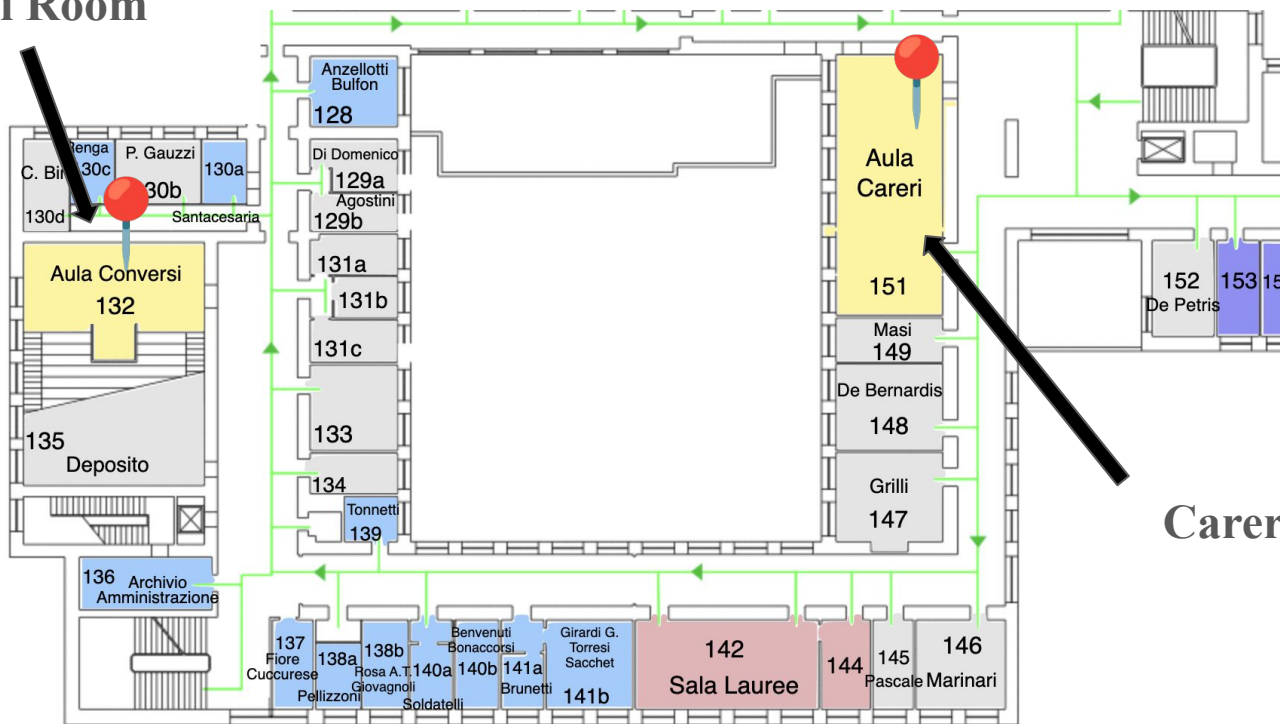 Room
Anzellotti
Bulfon
128
P. Gauzzi
30c
130a
C. Bi
30b
130d
Santacesaria
Di Domenico
129a
Agostini
129b
131a
131b
131c
133
134
Tonnetti
139
Aula Conversi
132
135
Deposito
136 Archivio
Amministrazione
Aula
Careri
151
Masi
149
De Bernardis
148
Grilli
147
152
De Petris
153
15
Career
137
Fiore
Cuccurese
138a
Pellizzoni
138b
Rosa A.T.
Giovagnoli
140a
Soldatelli
Benvenuti
Bonaccorsi
140b
141a
Brunetti
Girardi G.
Torresi
Sacchet
141b
142
Sala Lauree
144
145
Pascale
146
Marinari